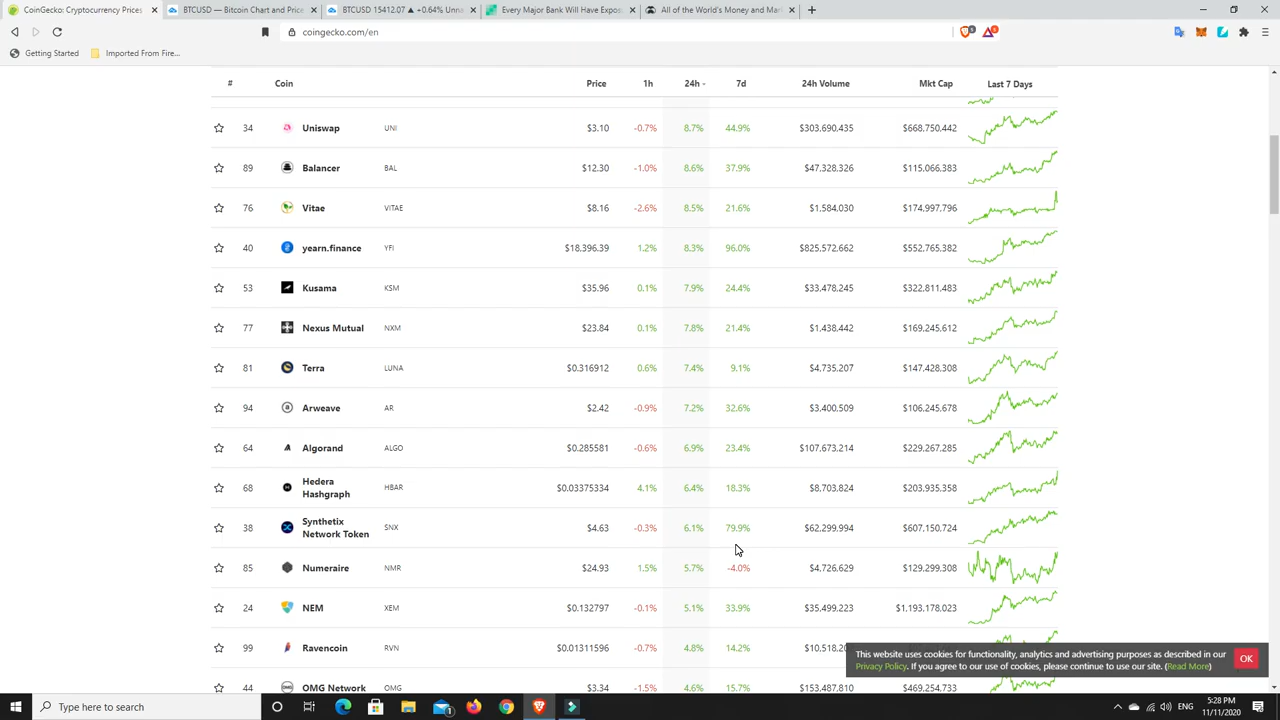 CoinGecko: Cryptocurrency Prices
BTCUSD — Bitcoin Chart and Price
BTCUSD 15412.07 ▲ +0.64% Unna
Every Major Bank Will Have Expos
All of the World's Money and Mar
coingecko.com/en
Getting Started Imported From Fire...
# Coin Price 1h 24h 7d 24h Volume Mkt Cap Last 7 Days
34 Uniswap UNI $3.10 -0.7% 8.7% 44.9% $303,690,435 $668,750,442
89 Balancer BAL $12.30 -1.0% 8.6% 37.9% $47,328,326 $115,066,383
76 Vitae VITAE $8.16 -2.6% 8.5% 21.6% $1,584,030 $174,997,796
40 yearn.finance YFI $18,396.39 1.2% 8.3% 96.0% $825,572,662 $552,765,382
53 Kusama KSM $35.96 0.1% 7.9% 24.4% $33,478,245 $322,811,483
77 Nexus Mutual NXM $23.84 0.1% 7.8% 21.4% $1,438,442 $169,245,612
81 Terra LUNA $0.316912 0.6% 7.4% 9.1% $4,735,207 $147,428,308
94 Arweave AR $2.42 -0.9% 7.2% 32.6% $3,400,509 $106,245,678
64 Algorand ALGO $0.285581 -0.6% 6.9% 23.4% $107,673,214 $229,267,285
68 Hedera Hashgraph HBAR $0.03375334 4.1% 6.4% 18.3% $8,703,824 $203,935,358
38 Synthetix Network Token SNX $4.63 -0.3% 6.1% 79.9% $62,299,994 $607,150,724
85 Numeraire NMR $24.93 1.5% 5.7% -4.0% $4,726,629 $129,299,308
24 NEM XEM $0.132797 -0.1% 5.1% 33.9% $35,499,223 $1,193,178,023
99 Ravencoin RVN $0.01311596 -0.7% 4.8% 14.2% $10,518,20
44 OMG Network OMG $3.34 -1.5% 4.6% 15.7% $153,487,810 $469,254,733
This website uses cookies for functionality, analytics and advertising purposes as described in our
Privacy Policy. If you agree to our use of cookies, please continue to use our site. (Read More)
OK
Type here to search
ENG
5:28 PM
11/11/2020